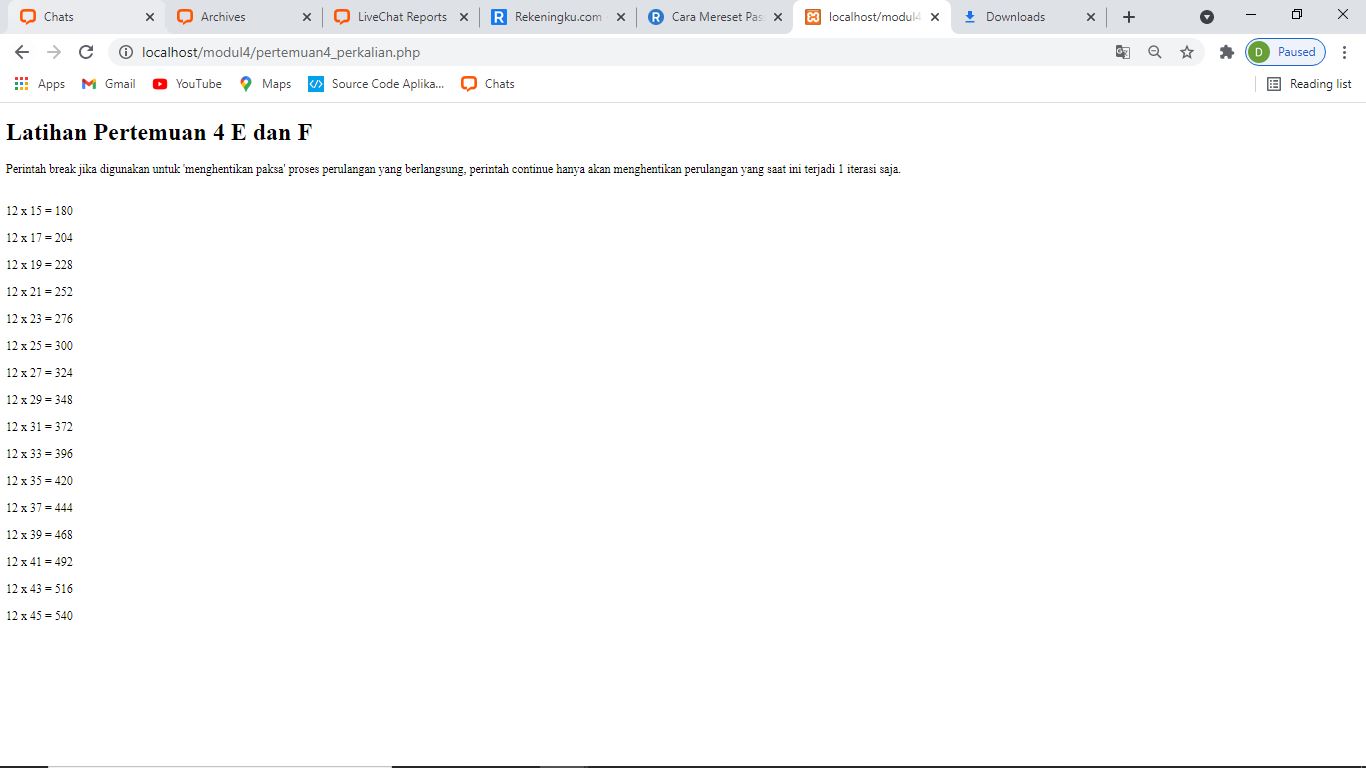 Chats
Archives
LiveChat Reports
Rekeningku.com
Cara Mereset Pas
localhost/modul4
Downloads
localhost/modul4/pertemuan4_perkalian.php
D Paused
Apps
Gmail
YouTube
Maps
Source Code Aplika...
Chats
Reading list
Latihan Pertemuan 4 E dan F
Perintah break jika digunakan untuk 'menghentikan paksa' proses perulangan yang berlangsung, perintah continue hanya akan menghentikan perulangan yang saat ini terjadi 1 iterasi saja.
12 x 15 = 180
12 x 17 = 204
12 x 19 = 228
12 x 21 = 252
12 x 23 = 276
12 x 25 = 300
12 x 27 = 324
12 x 29 = 348
12 x 31 = 372
12 x 33 = 396
12 x 35 = 420
12 x 37 = 444
12 x 39 = 468
12 x 41 = 492
12 x 43 = 516
12 x 45 = 540